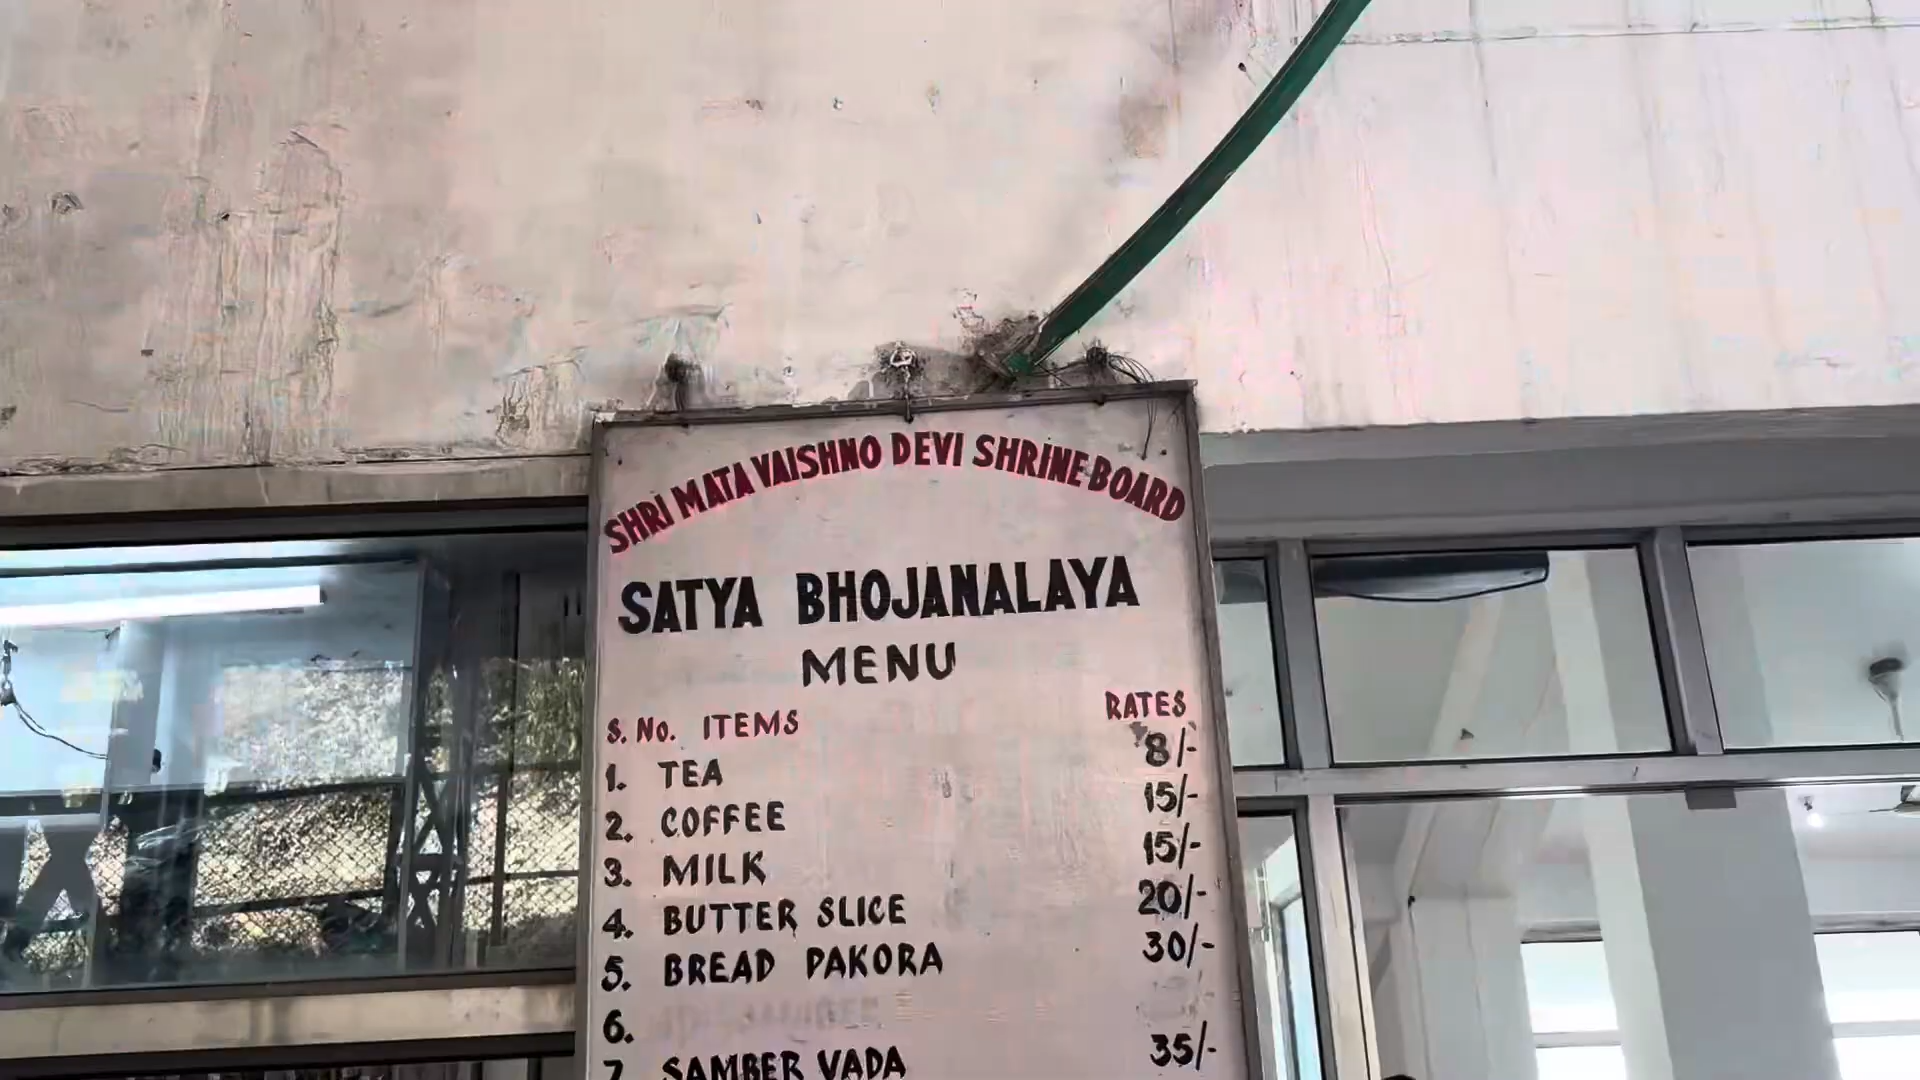 SHRI MATA VAISHNO DEVI SHRINE BOARD
SATYA BHOJANALAYA
MENU
S. No. ITEMS RATES
1. TEA 8/-
2. COFFEE 15/-
3. MILK 15/-
4. BUTTER SLICE 20/-
5. BREAD PAKORA 30/-
6.
7. SAMBER VADA 35/-